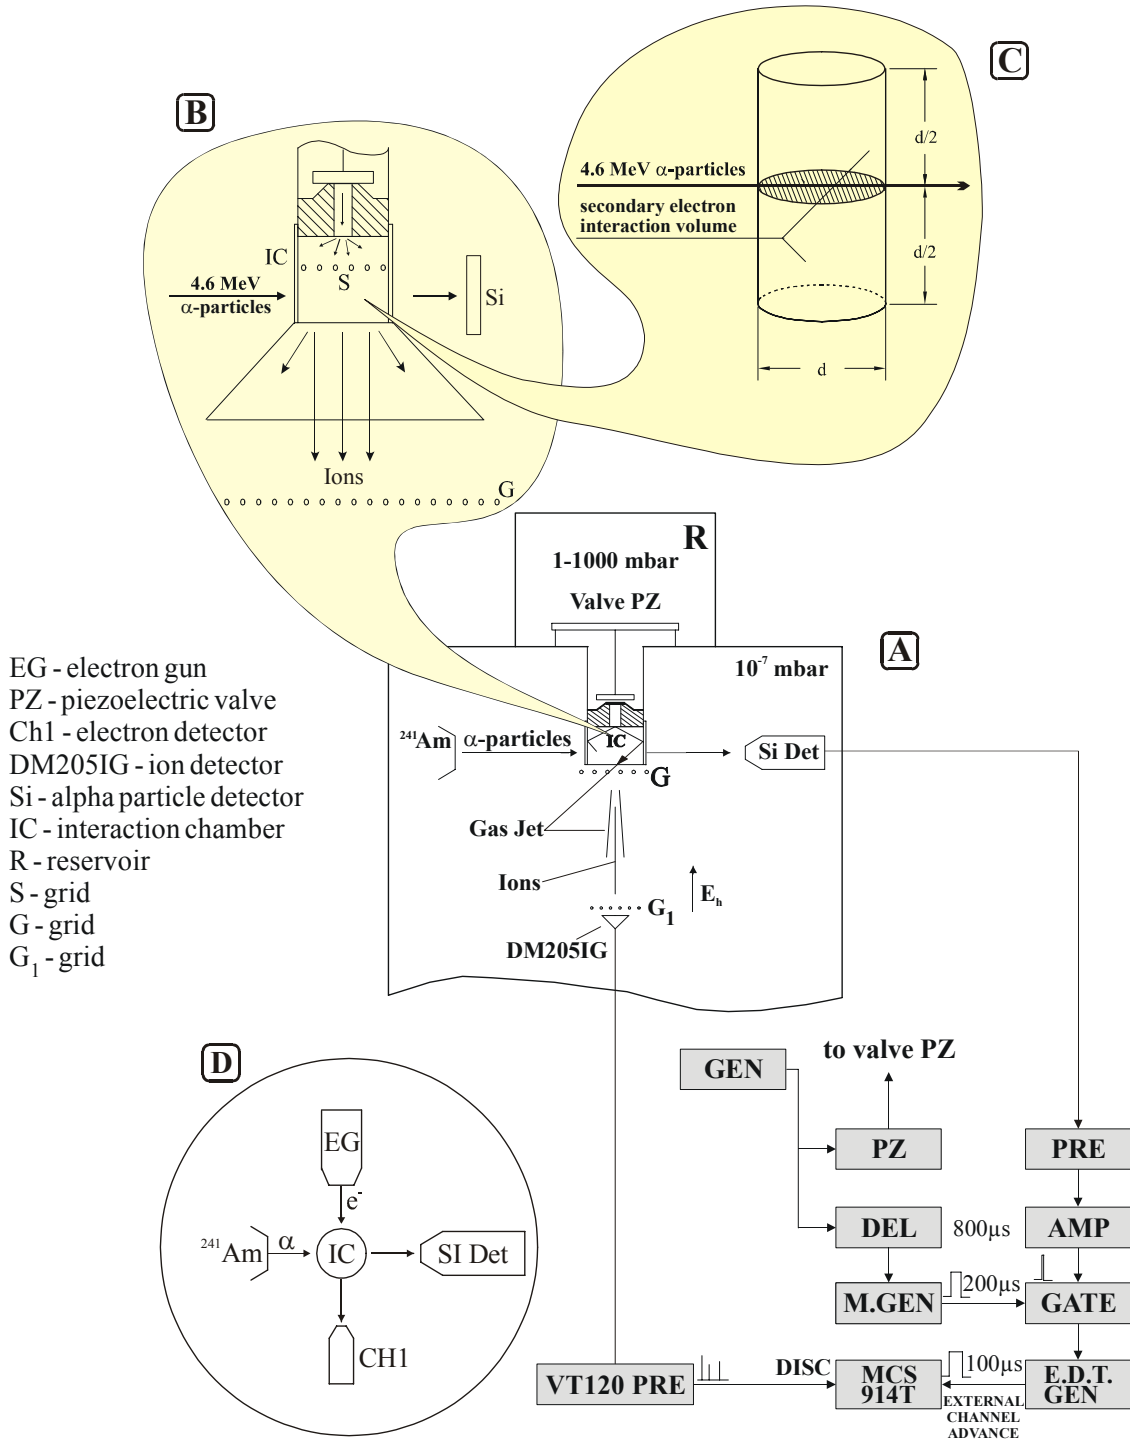 B
IC
S
4.6 MeV
α-particles
Si
Ions
G
C
4.6 MeV α-particles
secondary electron
interaction volume
d/2
d/2
d
R
1-1000 mbar
Valve PZ
A
10⁻⁷ mbar
²⁴¹Am
α-particles
IC
Si Det
G
Gas Jet
Ions
Eₕ
G₁
DM205IG
EG - electron gun
PZ - piezoelectric valve
Ch1 - electron detector
DM205IG - ion detector
Si - alpha particle detector
IC - interaction chamber
R - reservoir
S - grid
G - grid
G₁ - grid
D
EG
e⁻
²⁴¹Am
α
IC
SI Det
CH1
to valve PZ
GEN
PZ
PRE
DEL
800µs
AMP
M.GEN
200µs
GATE
VT120 PRE
DISC
MCS
914T
100µs
E.D.T.
GEN
EXTERNAL
CHANNEL
ADVANCE